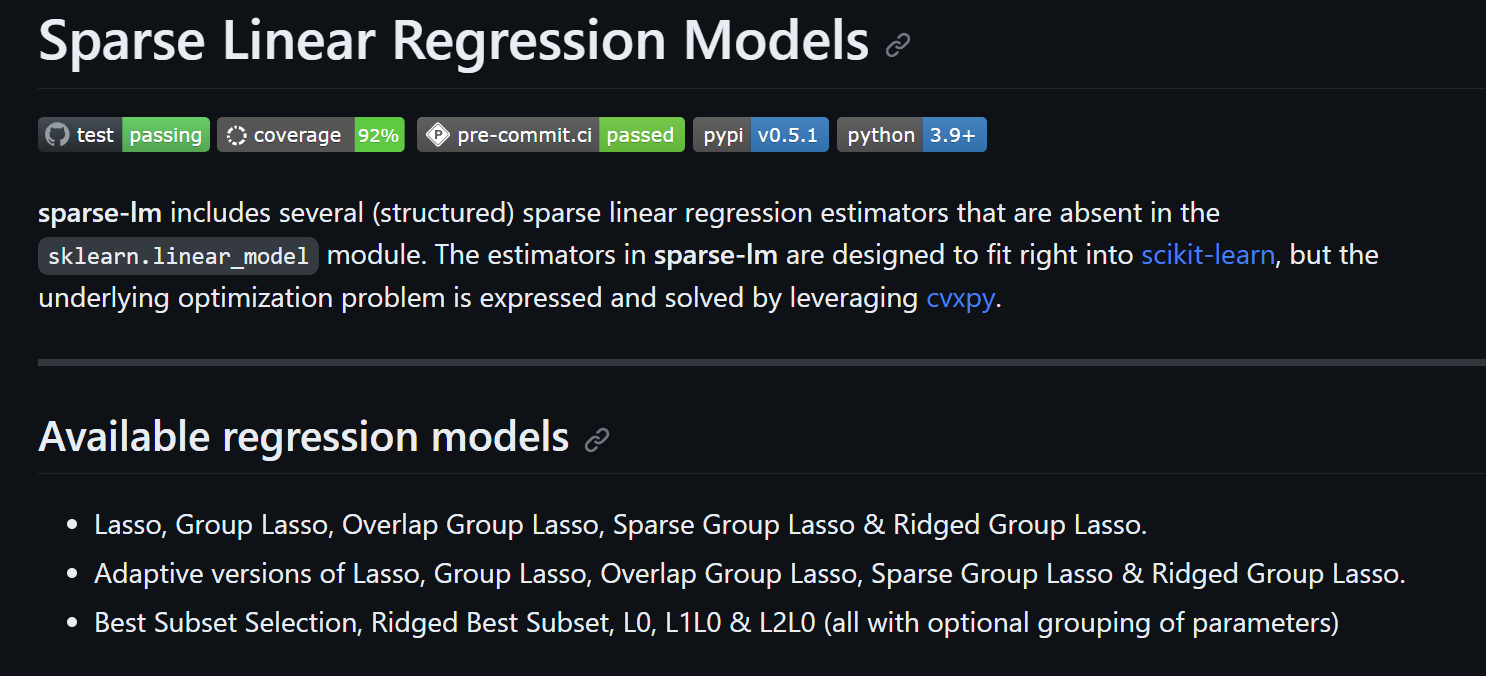 Sparse Linear Regression Models
test passing coverage 92% pre-commit.ci passed pypi v0.5.1 python 3.9+
sparse-lm includes several (structured) sparse linear regression estimators that are absent in the
sklearn.linear_model module. The estimators in sparse-lm are designed to fit right into scikit-learn, but the
underlying optimization problem is expressed and solved by leveraging cvxpy.
Available regression models
• Lasso, Group Lasso, Overlap Group Lasso, Sparse Group Lasso & Ridged Group Lasso.
• Adaptive versions of Lasso, Group Lasso, Overlap Group Lasso, Sparse Group Lasso & Ridged Group Lasso.
• Best Subset Selection, Ridged Best Subset, L0, L1L0 & L2L0 (all with optional grouping of parameters)